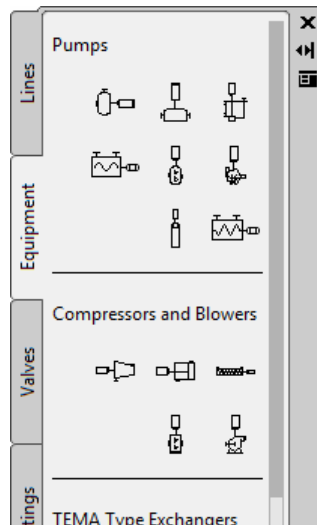 Lines
Equipment
Valves
Pumps
Compressors and Blowers
TEMA Type Exchangers